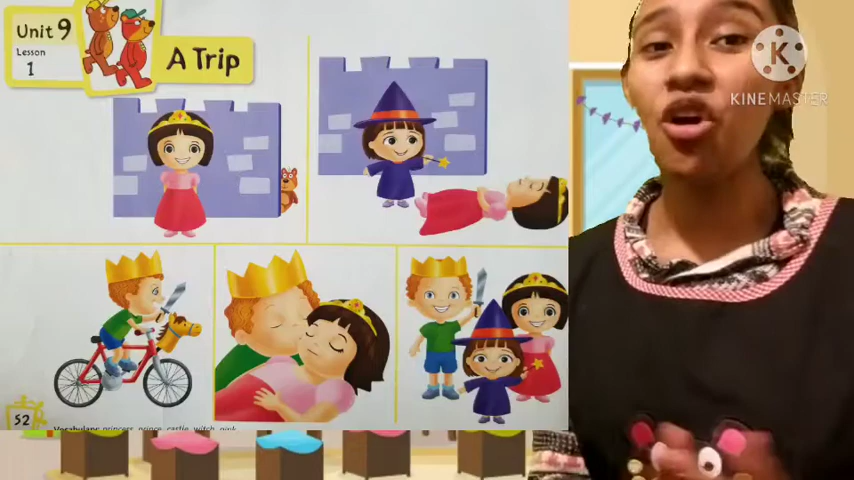 Unit 9
Lesson
1
A Trip
K
KINEMASTER
52
Vocabulary: princess, prince, castle, witch, pink